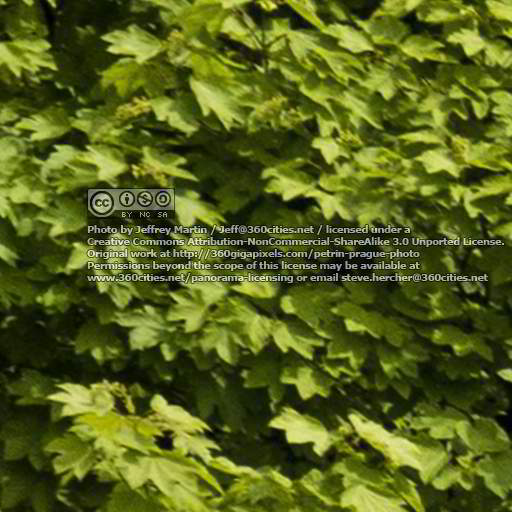 cc
BY NC SA
Photo by Jeffrey Martin / Jeff@360cities.net / licensed under a
Creative Commons Attribution-NonCommercial-ShareAlike 3.0 Unported License.
Original work at http://360gigapixels.com/petrin-prague-photo
Permissions beyond the scope of this license may be available at
www.360cities.net/panorama-licensing or email steve.hercher@360cities.net